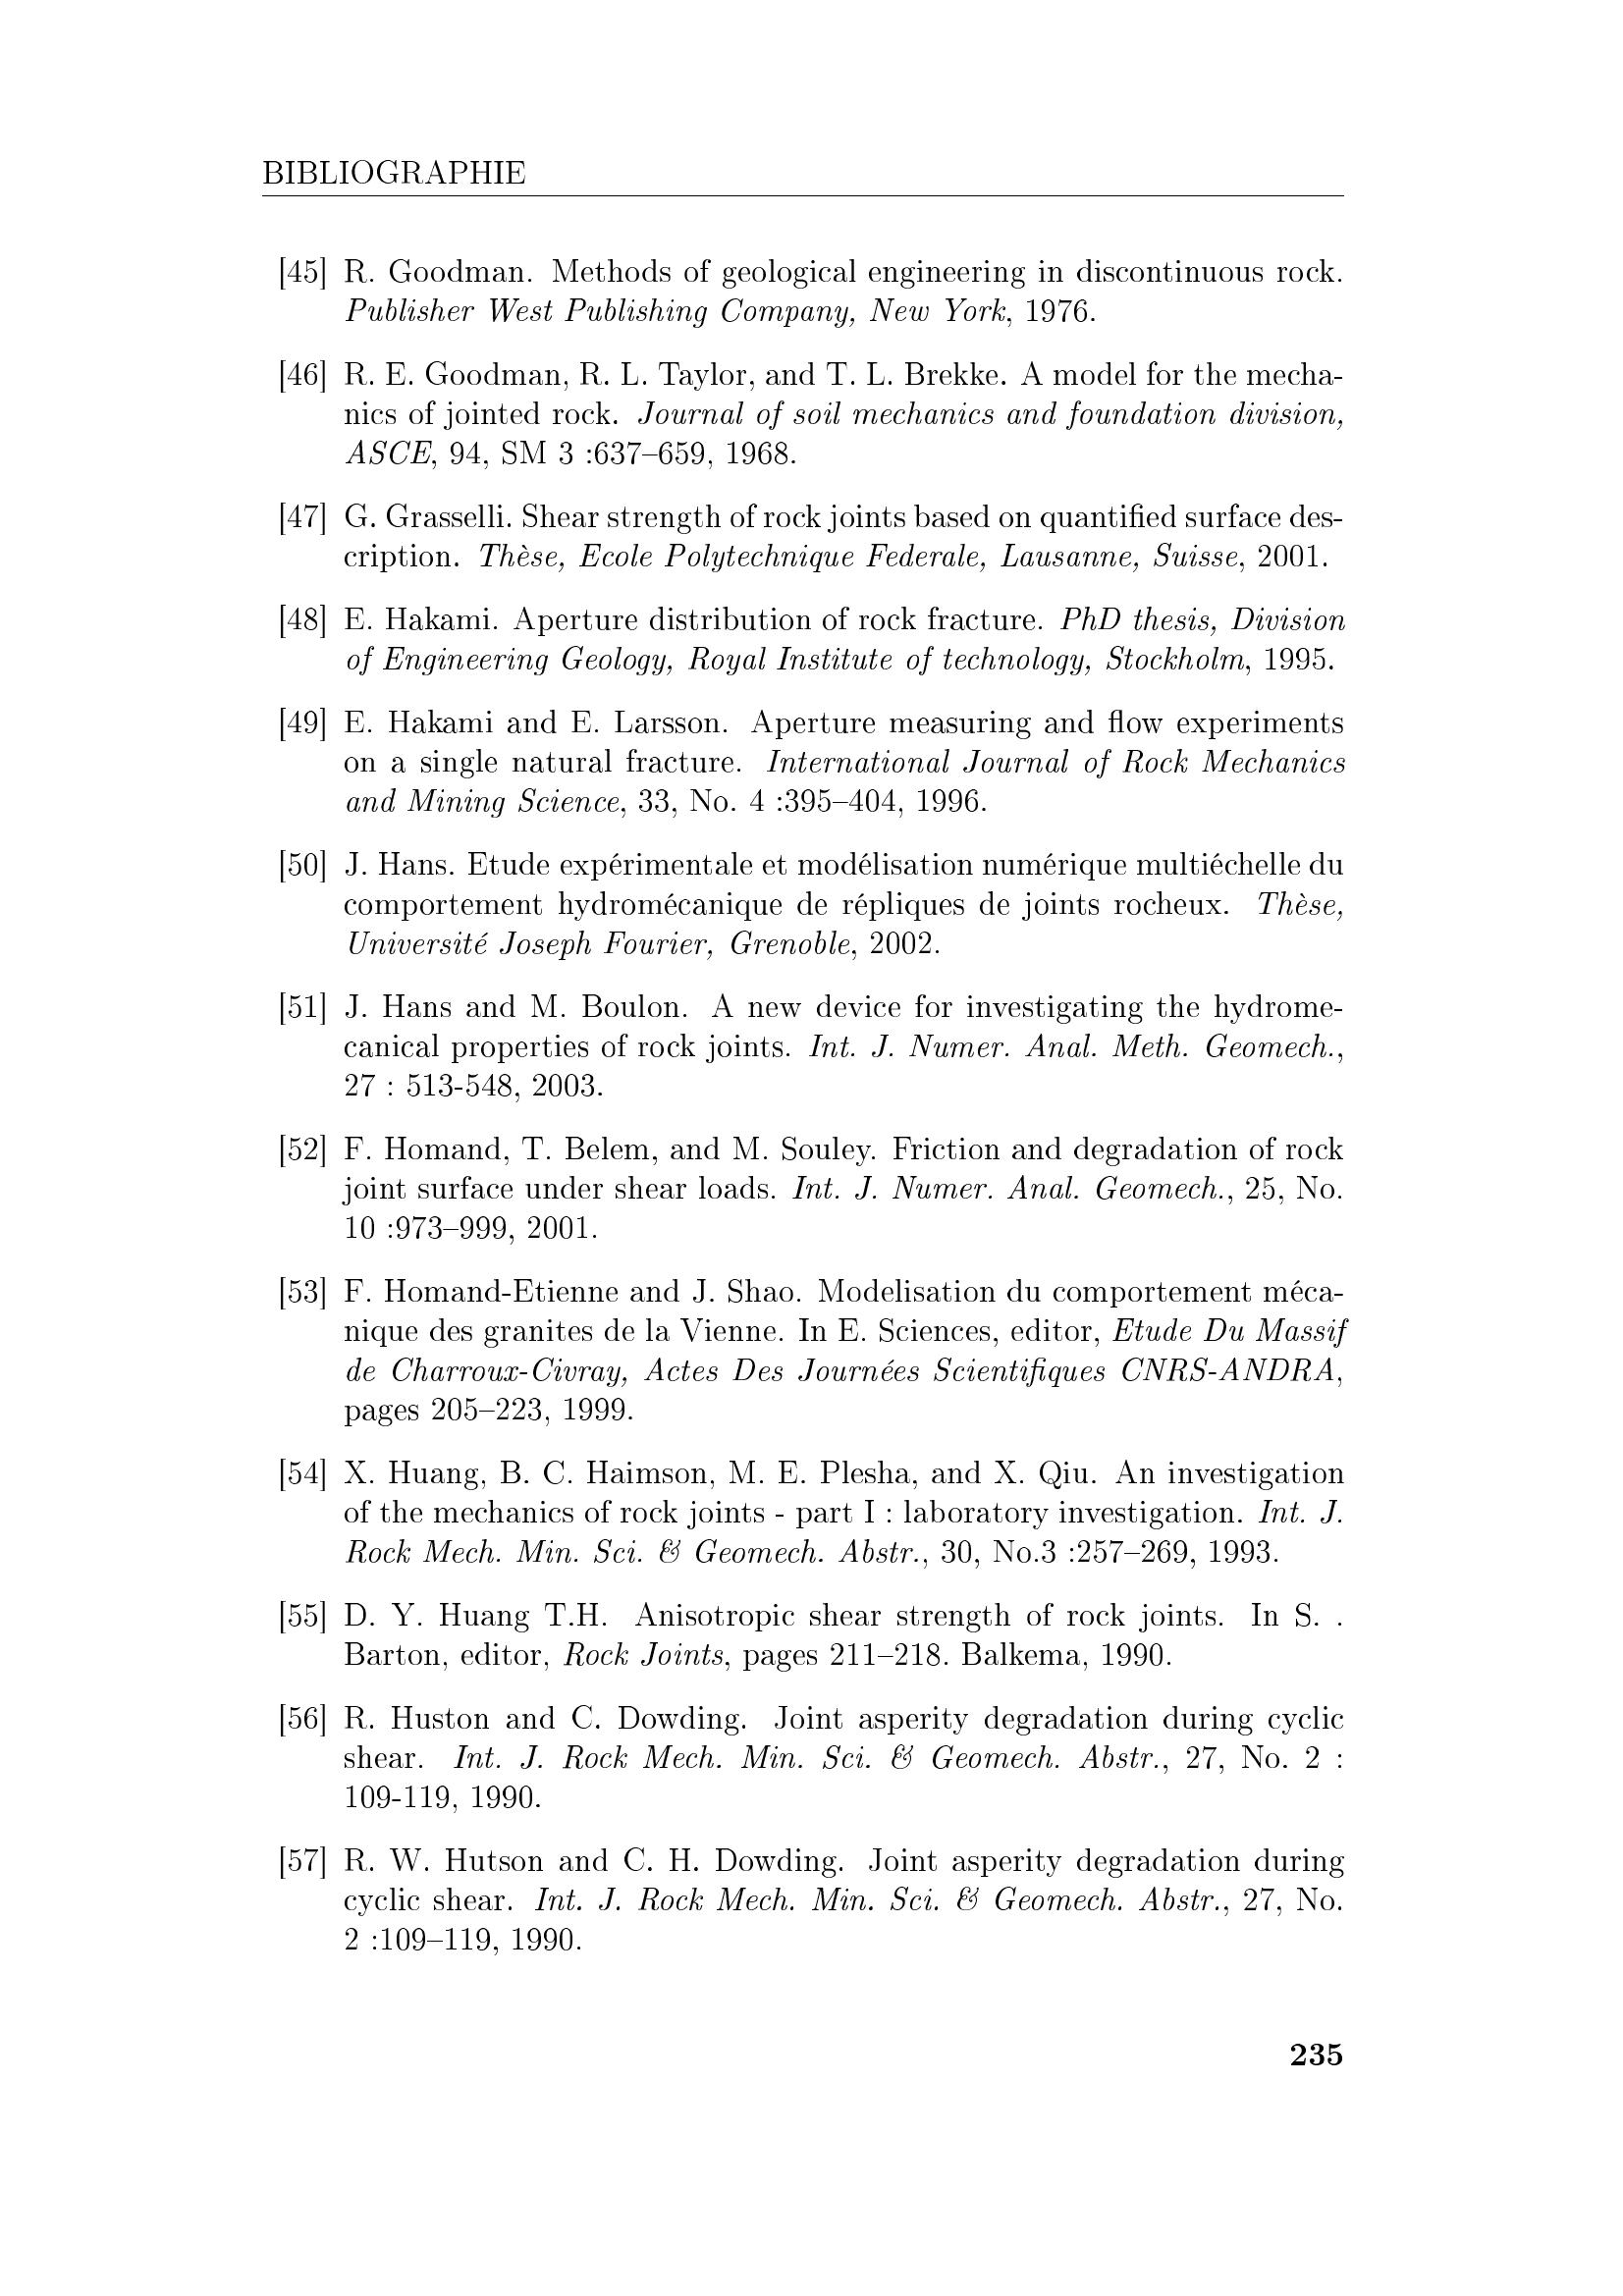 BIBLIOGRAPHIE
[45] R. Goodman. Methods of geological engineering in discontinuous rock.
Publisher West Publishing Company, New York, 1976.
[46] R. E. Goodman, R. L. Taylor, and T. L. Brekke. A model for the mecha-
nics of jointed rock. Journal of soil mechanics and foundation division,
ASCE, 94, SM 3 :637–659, 1968.
[47] G. Grasselli. Shear strength of rock joints based on quantified surface des-
cription. Thèse, Ecole Polytechnique Federale, Lausanne, Suisse, 2001.
[48] E. Hakami. Aperture distribution of rock fracture. PhD thesis, Division
of Engineering Geology, Royal Institute of technology, Stockholm, 1995.
[49] E. Hakami and E. Larsson. Aperture measuring and flow experiments
on a single natural fracture. International Journal of Rock Mechanics
and Mining Science, 33, No. 4 :395–404, 1996.
[50] J. Hans. Etude expérimentale et modélisation numérique multiéchelle du
comportement hydromécanique de répliques de joints rocheux. Thèse,
Université Joseph Fourier, Grenoble, 2002.
[51] J. Hans and M. Boulon. A new device for investigating the hydrome-
canical properties of rock joints. Int. J. Numer. Anal. Meth. Geomech.,
27 : 513-548, 2003.
[52] F. Homand, T. Belem, and M. Souley. Friction and degradation of rock
joint surface under shear loads. Int. J. Numer. Anal. Geomech., 25, No.
10 :973–999, 2001.
[53] F. Homand-Etienne and J. Shao. Modelisation du comportement méca-
nique des granites de la Vienne. In E. Sciences, editor, Etude Du Massif
de Charroux-Civray, Actes Des Journées Scientifiques CNRS-ANDRA,
pages 205–223, 1999.
[54] X. Huang, B. C. Haimson, M. E. Plesha, and X. Qiu. An investigation
of the mechanics of rock joints - part I : laboratory investigation. Int. J.
Rock Mech. Min. Sci. & Geomech. Abstr., 30, No.3 :257–269, 1993.
[55] D. Y. Huang T.H. Anisotropic shear strength of rock joints. In S. .
Barton, editor, Rock Joints, pages 211–218. Balkema, 1990.
[56] R. Huston and C. Dowding. Joint asperity degradation during cyclic
shear. Int. J. Rock Mech. Min. Sci. & Geomech. Abstr., 27, No. 2 :
109-119, 1990.
[57] R. W. Hutson and C. H. Dowding. Joint asperity degradation during
cyclic shear. Int. J. Rock Mech. Min. Sci. & Geomech. Abstr., 27, No.
2 :109–119, 1990.
235